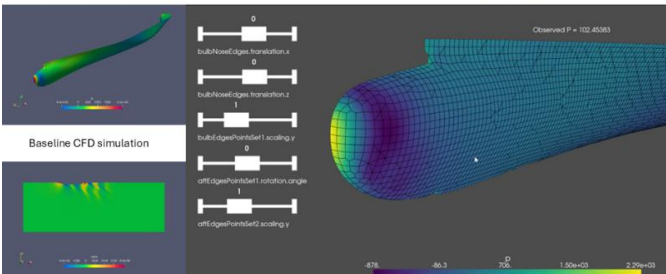 Baseline CFD simulation
0
bulbNoseEdges.translation.x
0
bulbNoseEdges.translation.z
1
bulbEdgesPointsSet1.scaling.y
0
aftEdgesPointsSet1.rotation.angle
1
aftEdgesPointsSet2.scaling.y
Observed P = 102.45383
p
-878. -86.3 706. 1.50e+03 2.29e+03